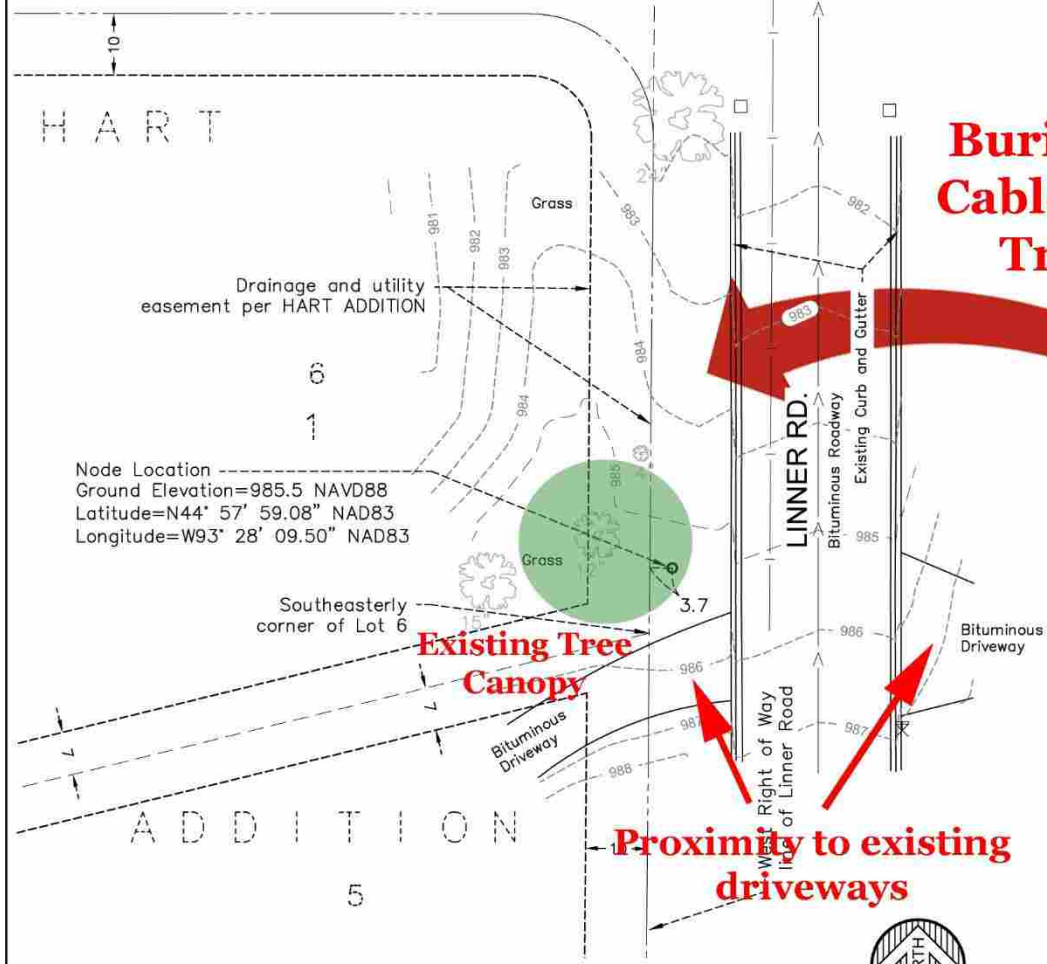 10
HART
24"
Grass
983
982
Buri
Cabl
Tr
981
982
983
Drainage and utility
easement per HART ADDITION
983
984
984
6
1
LINNER RD.
Bituminous Roadway
Existing Curb and Gutter
Node Location
Ground Elevation=985.5 NAVD88
Latitude=N44° 57' 59.08" NAD83
Longitude=W93° 28' 09.50" NAD83
985
985
Grass
3.7
Southeasterly
corner of Lot 6
15"
Existing Tree
Canopy
986
986
Bituminous
Driveway
7
7
Bituminous
Driveway
987
987
988
West Right of Way
line of Linner Road
ADDITION
10
Proximity to existing
driveways
5